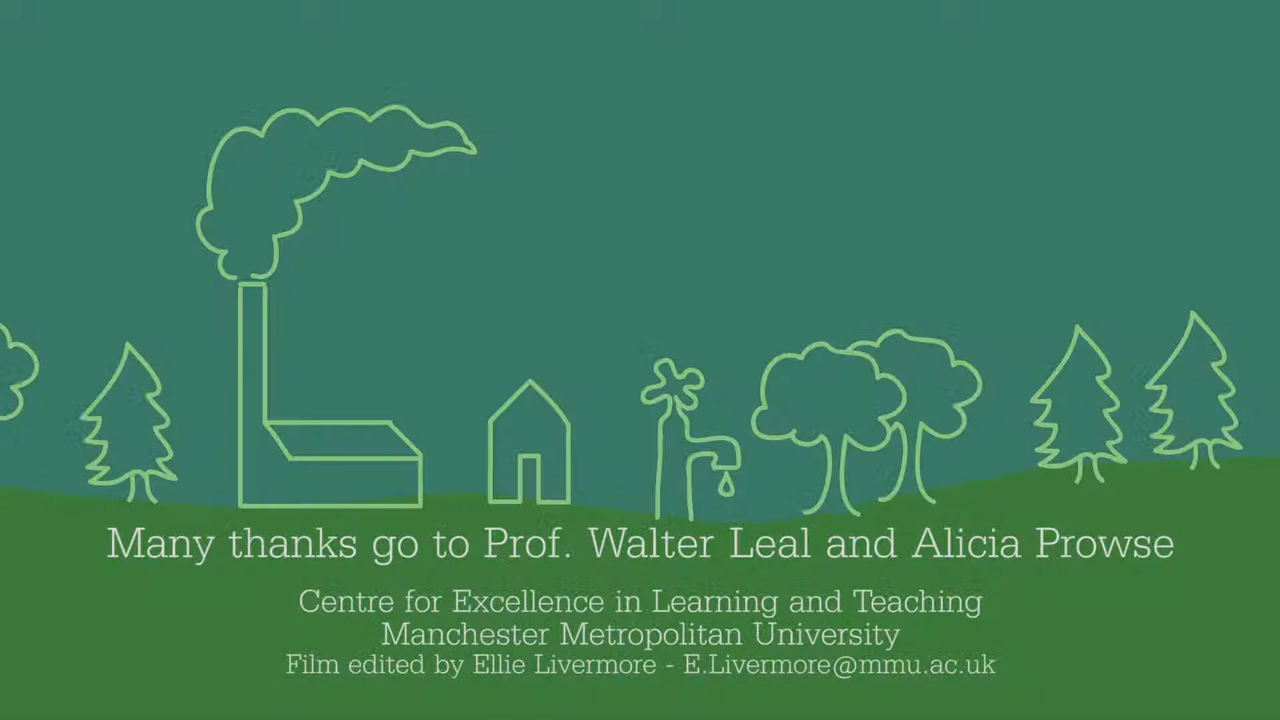 Many thanks go to Prof. Walter Leal and Alicia Prowse
Centre for Excellence in Learning and Teaching
Manchester Metropolitan University
Film edited by Ellie Livermore - E.Livermore@mmu.ac.uk